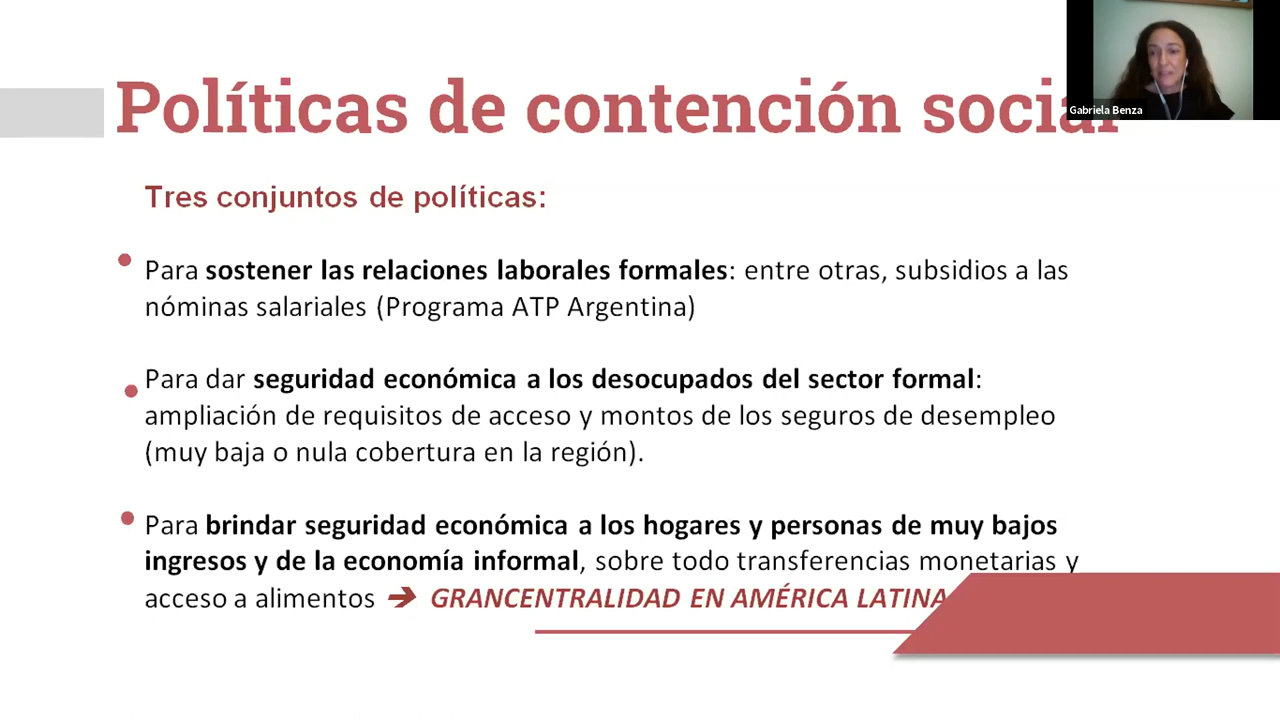 Políticas de contención social
Gabriela Benza
Tres conjuntos de políticas:
Para sostener las relaciones laborales formales: entre otras, subsidios a las
nóminas salariales (Programa ATP Argentina)
Para dar seguridad económica a los desocupados del sector formal:
ampliación de requisitos de acceso y montos de los seguros de desempleo
(muy baja o nula cobertura en la región).
Para brindar seguridad económica a los hogares y personas de muy bajos
ingresos y de la economía informal, sobre todo transferencias monetarias y
acceso a alimentos ➔ GRANCENTRALIDAD EN AMÉRICA LATINA